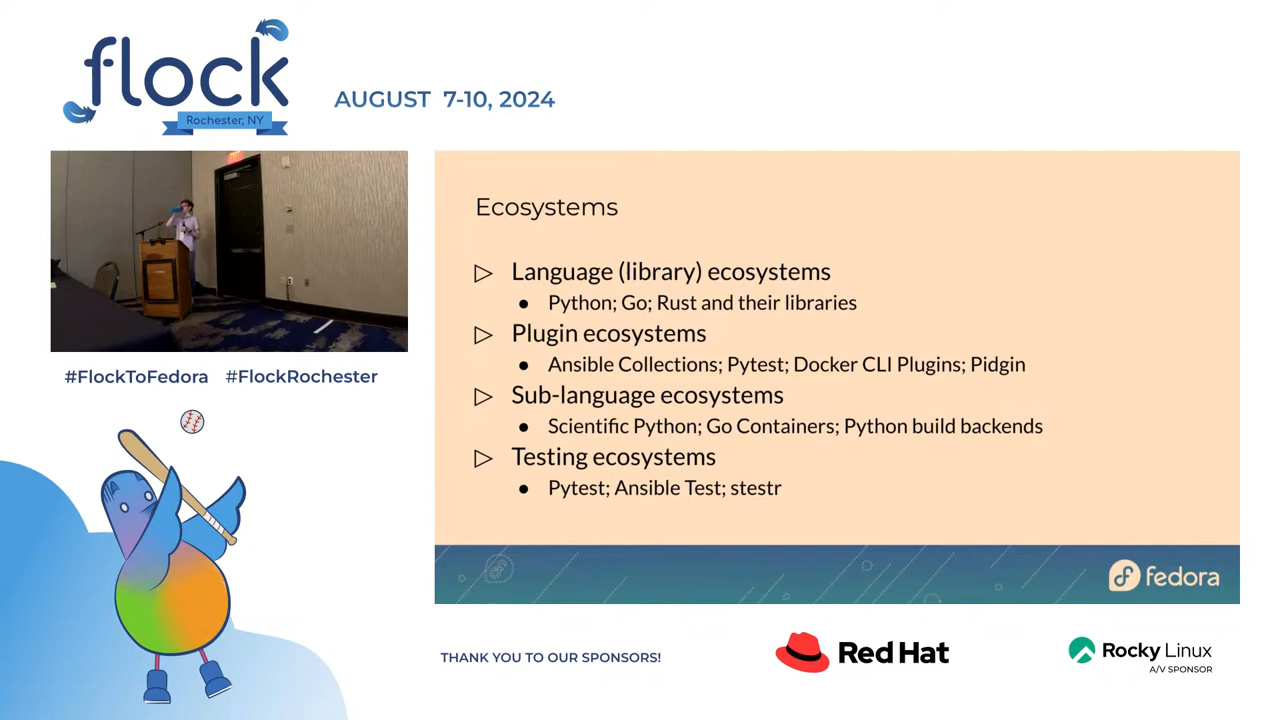 flock
Rochester, NY
AUGUST 7-10, 2024
#FlockToFedora #FlockRochester
Ecosystems
▷ Language (library) ecosystems
● Python; Go; Rust and their libraries
▷ Plugin ecosystems
● Ansible Collections; Pytest; Docker CLI Plugins; Pidgin
▷ Sub-language ecosystems
● Scientific Python; Go Containers; Python build backends
▷ Testing ecosystems
● Pytest; Ansible Test; stestr
fedora
THANK YOU TO OUR SPONSORS!
Red Hat
Rocky Linux
A/V SPONSOR